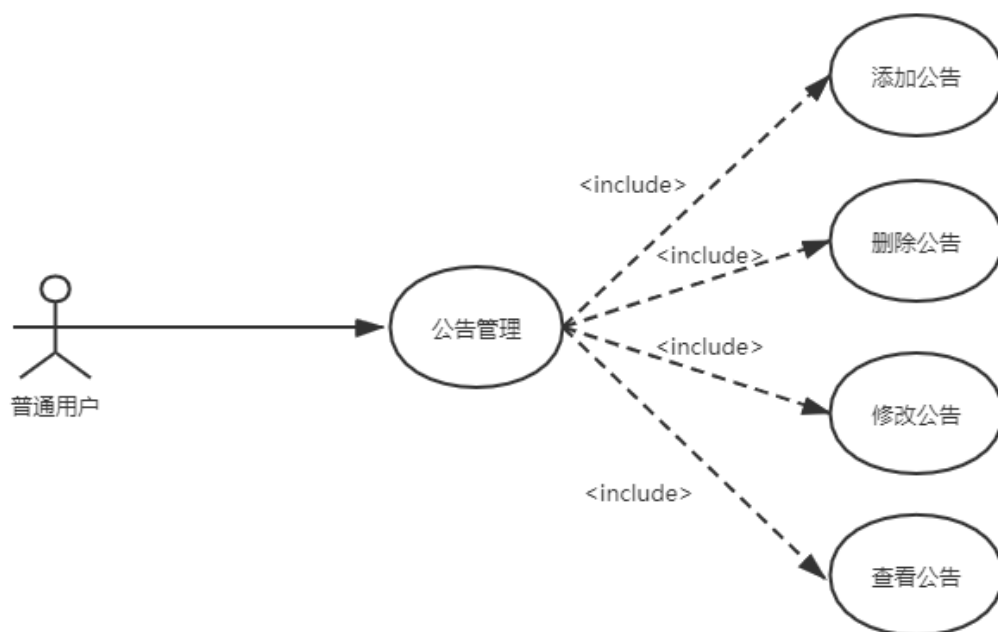 添加公告
<include>
删除公告
<include>
公告管理
<include>
普通用户
修改公告
<include>
查看公告